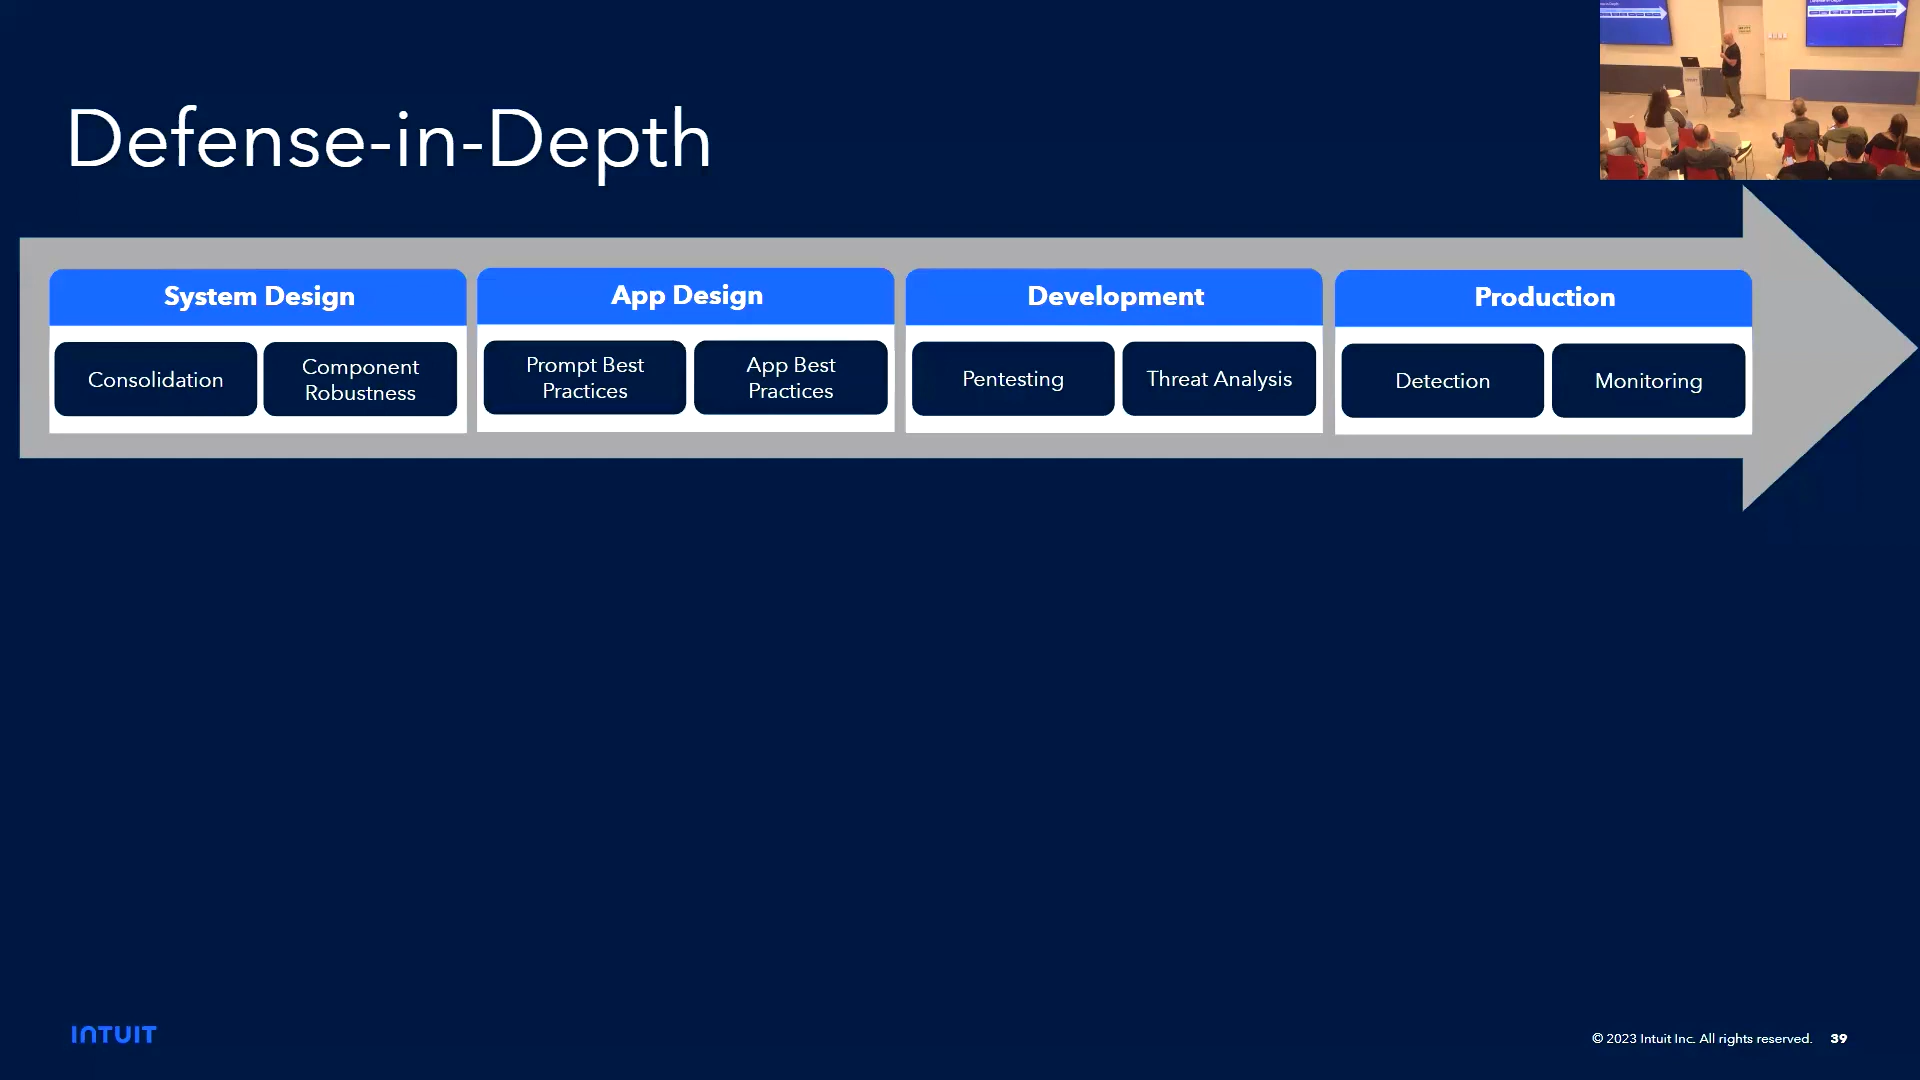 Defense-in-Depth
System Design
Consolidation
Component
Robustness
App Design
Prompt Best
Practices
App Best
Practices
Development
Pentesting
Threat Analysis
Production
Detection
Monitoring
INTUIT
© 2023 Intuit Inc. All rights reserved. 39